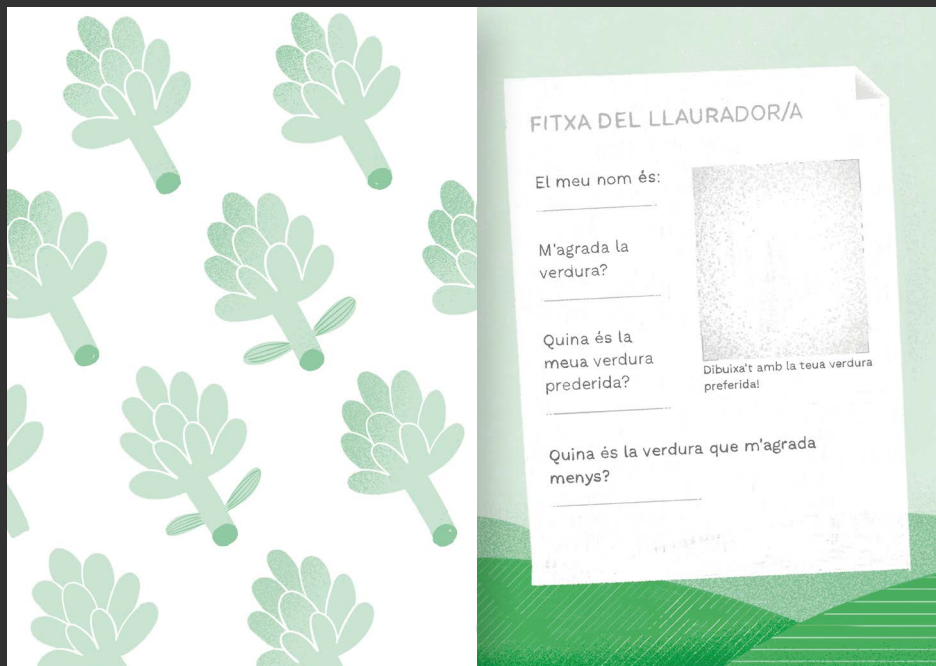 FITXA DEL LLAURADOR/A
El meu nom és:
M'agrada la
verdura?
Quina és la
meua verdura
prederida?
Dibuixa't amb la teua verdura
preferida!
Quina és la verdura que m'agrada
menys?